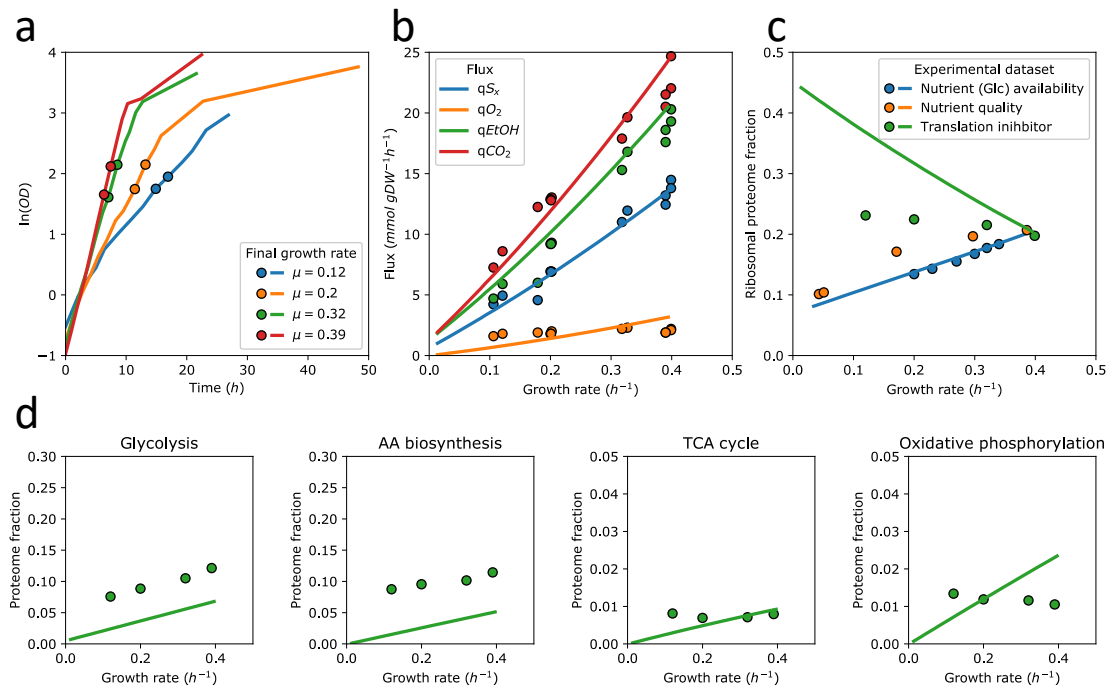 a
4
3
2
1
0
−1
ln(OD)
0 10 20 30 40 50
Time (h)
Final growth rate
μ = 0.12
μ = 0.2
μ = 0.32
μ = 0.39
b
25
20
15
10
5
0
Flux (mmol gDW⁻¹h⁻¹)
0.0 0.1 0.2 0.3 0.4 0.5
Growth rate (h⁻¹)
Flux
qSₓ
qO₂
qEtOH
qCO₂
c
0.5
0.4
0.3
0.2
0.1
0.0
Ribosomal proteome fraction
0.0 0.1 0.2 0.3 0.4 0.5
Growth rate (h⁻¹)
Experimental dataset
Nutrient (Glc) availability
Nutrient quality
Translation inihbitor
d
Glycolysis
0.30
0.25
0.20
0.15
0.10
0.05
0.00
Proteome fraction
0.0 0.2 0.4
Growth rate (h⁻¹)
AA biosynthesis
0.30
0.25
0.20
0.15
0.10
0.05
0.00
Proteome fraction
0.0 0.2 0.4
Growth rate (h⁻¹)
TCA cycle
0.05
0.04
0.03
0.02
0.01
0.00
Proteome fraction
0.0 0.2 0.4
Growth rate (h⁻¹)
Oxidative phosphorylation
0.05
0.04
0.03
0.02
0.01
0.00
Proteome fraction
0.0 0.2 0.4
Growth rate (h⁻¹)